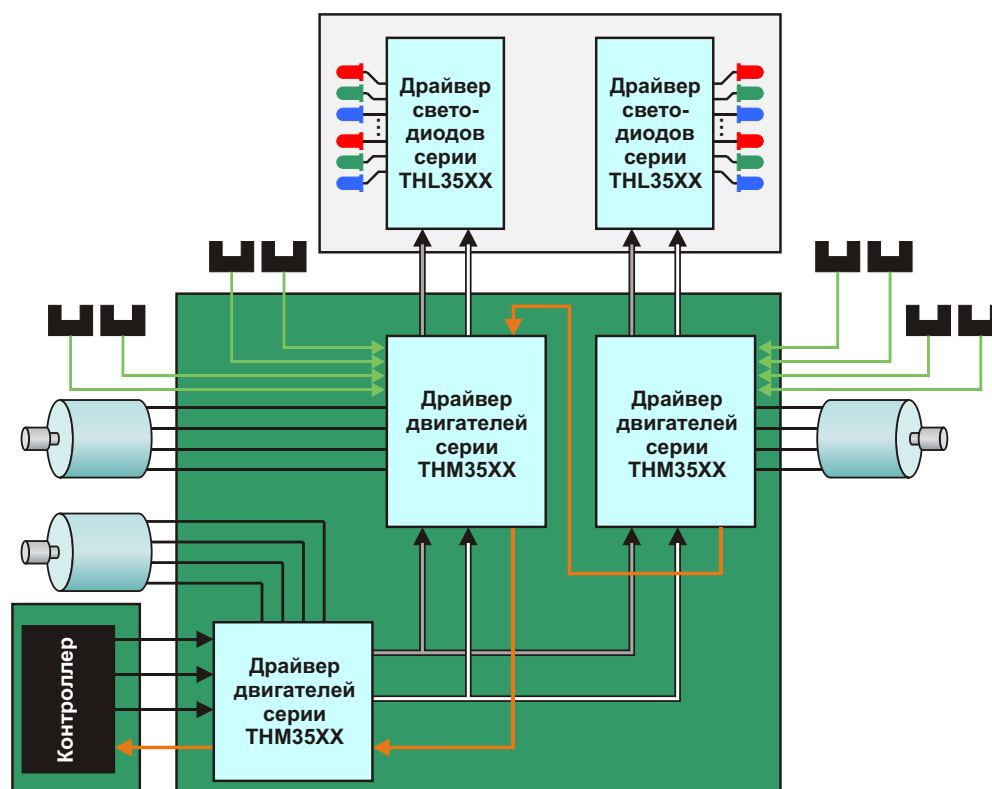 Драйвер
свето-
диодов
серии
THL35XX
Драйвер
свето-
диодов
серии
THL35XX
Драйвер
двигателей
серии
THM35XX
Драйвер
двигателей
серии
THM35XX
Контроллер
Драйвер
двигателей
серии
THM35XX